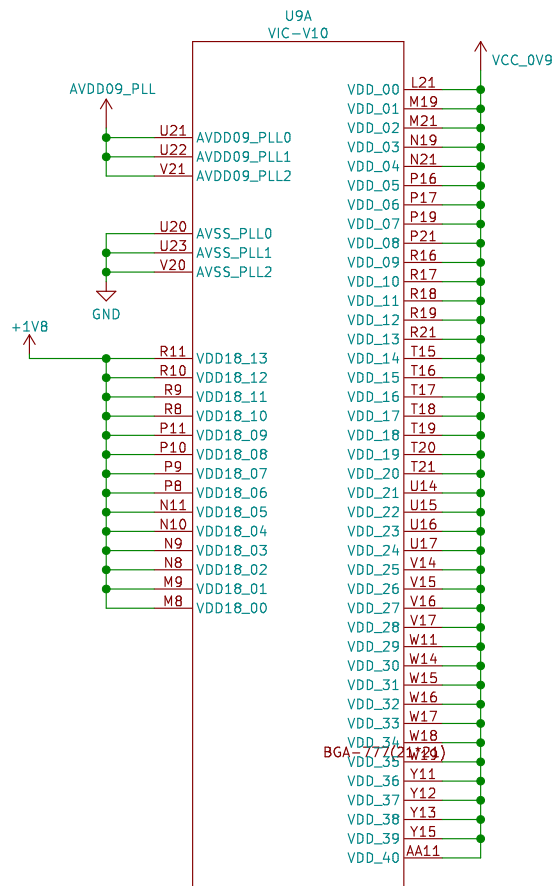 U9A
VIC-V10
AVDD09_PLL
U21 AVDD09_PLL0
U22 AVDD09_PLL1
V21 AVDD09_PLL2
U20 AVSS_PLL0
U23 AVSS_PLL1
V20 AVSS_PLL2
GND
+1V8
R11 VDD18_13
R10 VDD18_12
R9 VDD18_11
R8 VDD18_10
P11 VDD18_09
P10 VDD18_08
P9 VDD18_07
P8 VDD18_06
N11 VDD18_05
N10 VDD18_04
N9 VDD18_03
N8 VDD18_02
M9 VDD18_01
M8 VDD18_00
VCC_0V9
VDD_00 L21
VDD_01 M19
VDD_02 M21
VDD_03 N19
VDD_04 N21
VDD_05 P16
VDD_06 P17
VDD_07 P19
VDD_08 P21
VDD_09 R16
VDD_10 R17
VDD_11 R18
VDD_12 R19
VDD_13 R21
VDD_14 T15
VDD_15 T16
VDD_16 T17
VDD_17 T18
VDD_18 T19
VDD_19 T20
VDD_20 T21
VDD_21 U14
VDD_22 U15
VDD_23 U16
VDD_24 U17
VDD_25 V14
VDD_26 V15
VDD_27 V16
VDD_28 V17
VDD_29 W11
VDD_30 W14
VDD_31 W15
VDD_32 W16
VDD_33 W17
VDD_34 W18
BGA-777(21*21)
VDD_35 W19
VDD_36 Y11
VDD_37 Y12
VDD_38 Y13
VDD_39 Y15
VDD_40 AA11